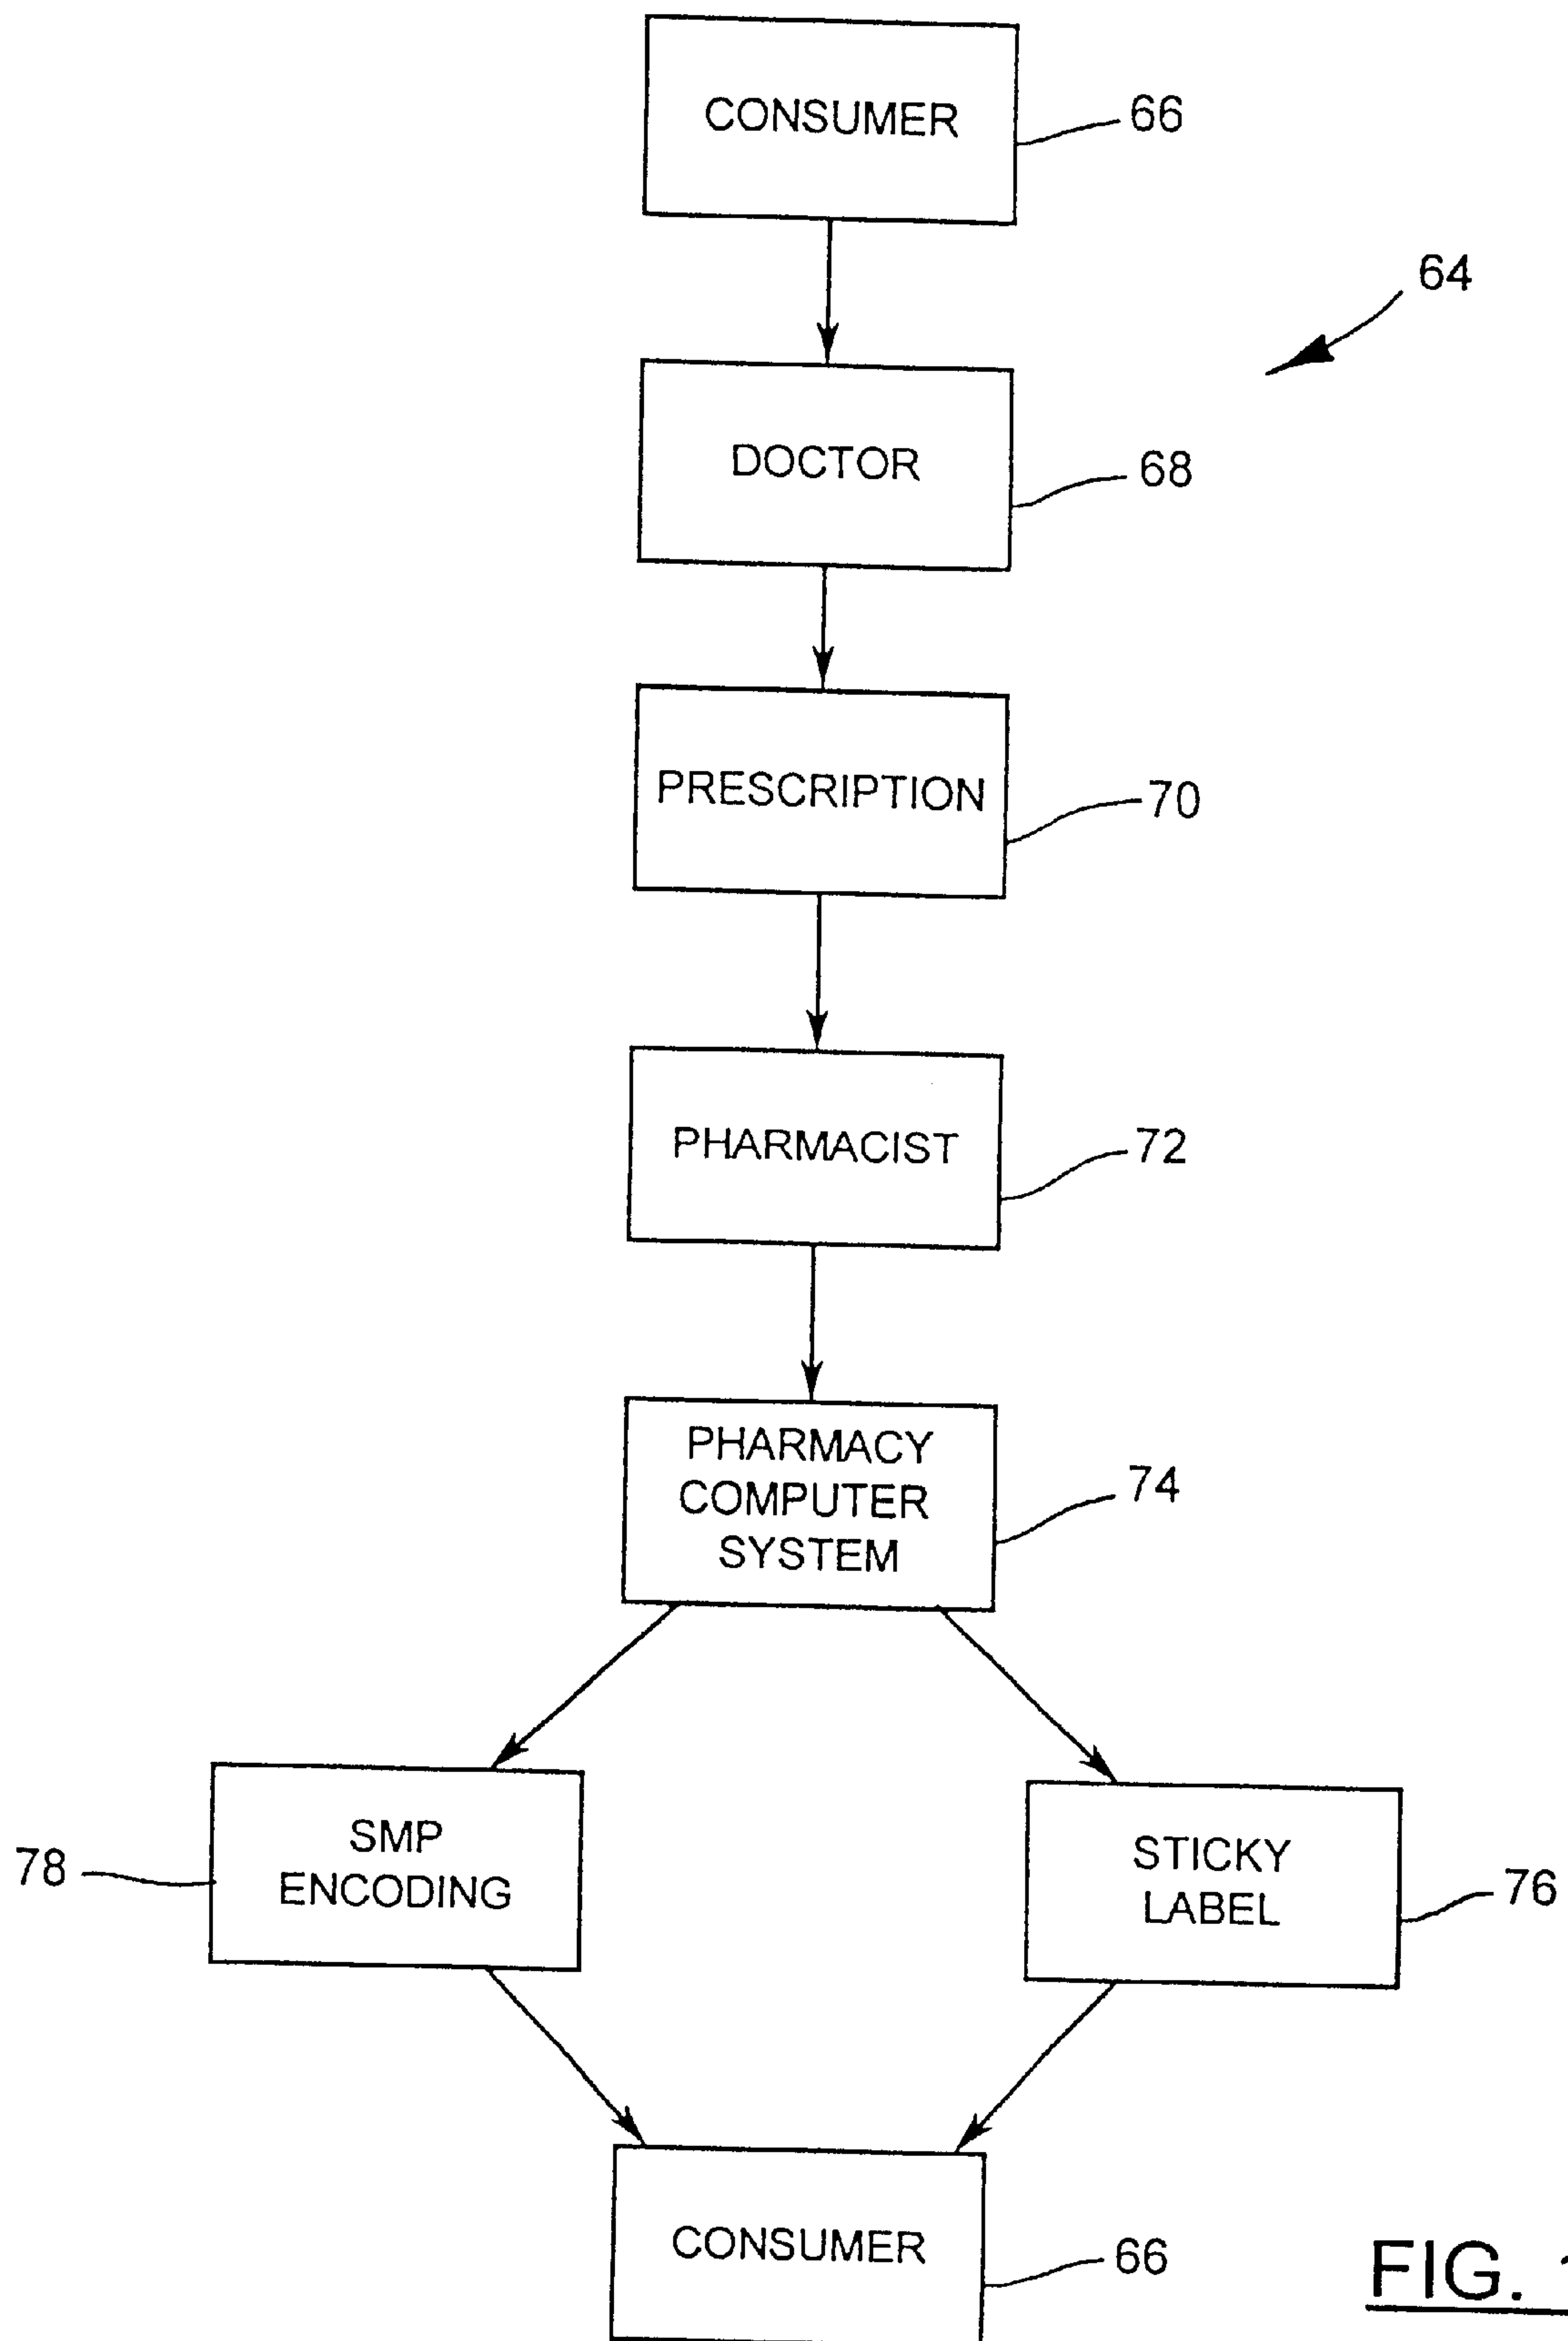 CONSUMER
66
64
DOCTOR
68
PRESCRIPTION
70
PHARMACIST
72
PHARMACY
COMPUTER
SYSTEM
74
78
SMP
ENCODING
STICKY
LABEL
76
CONSUMER
66
FIG.